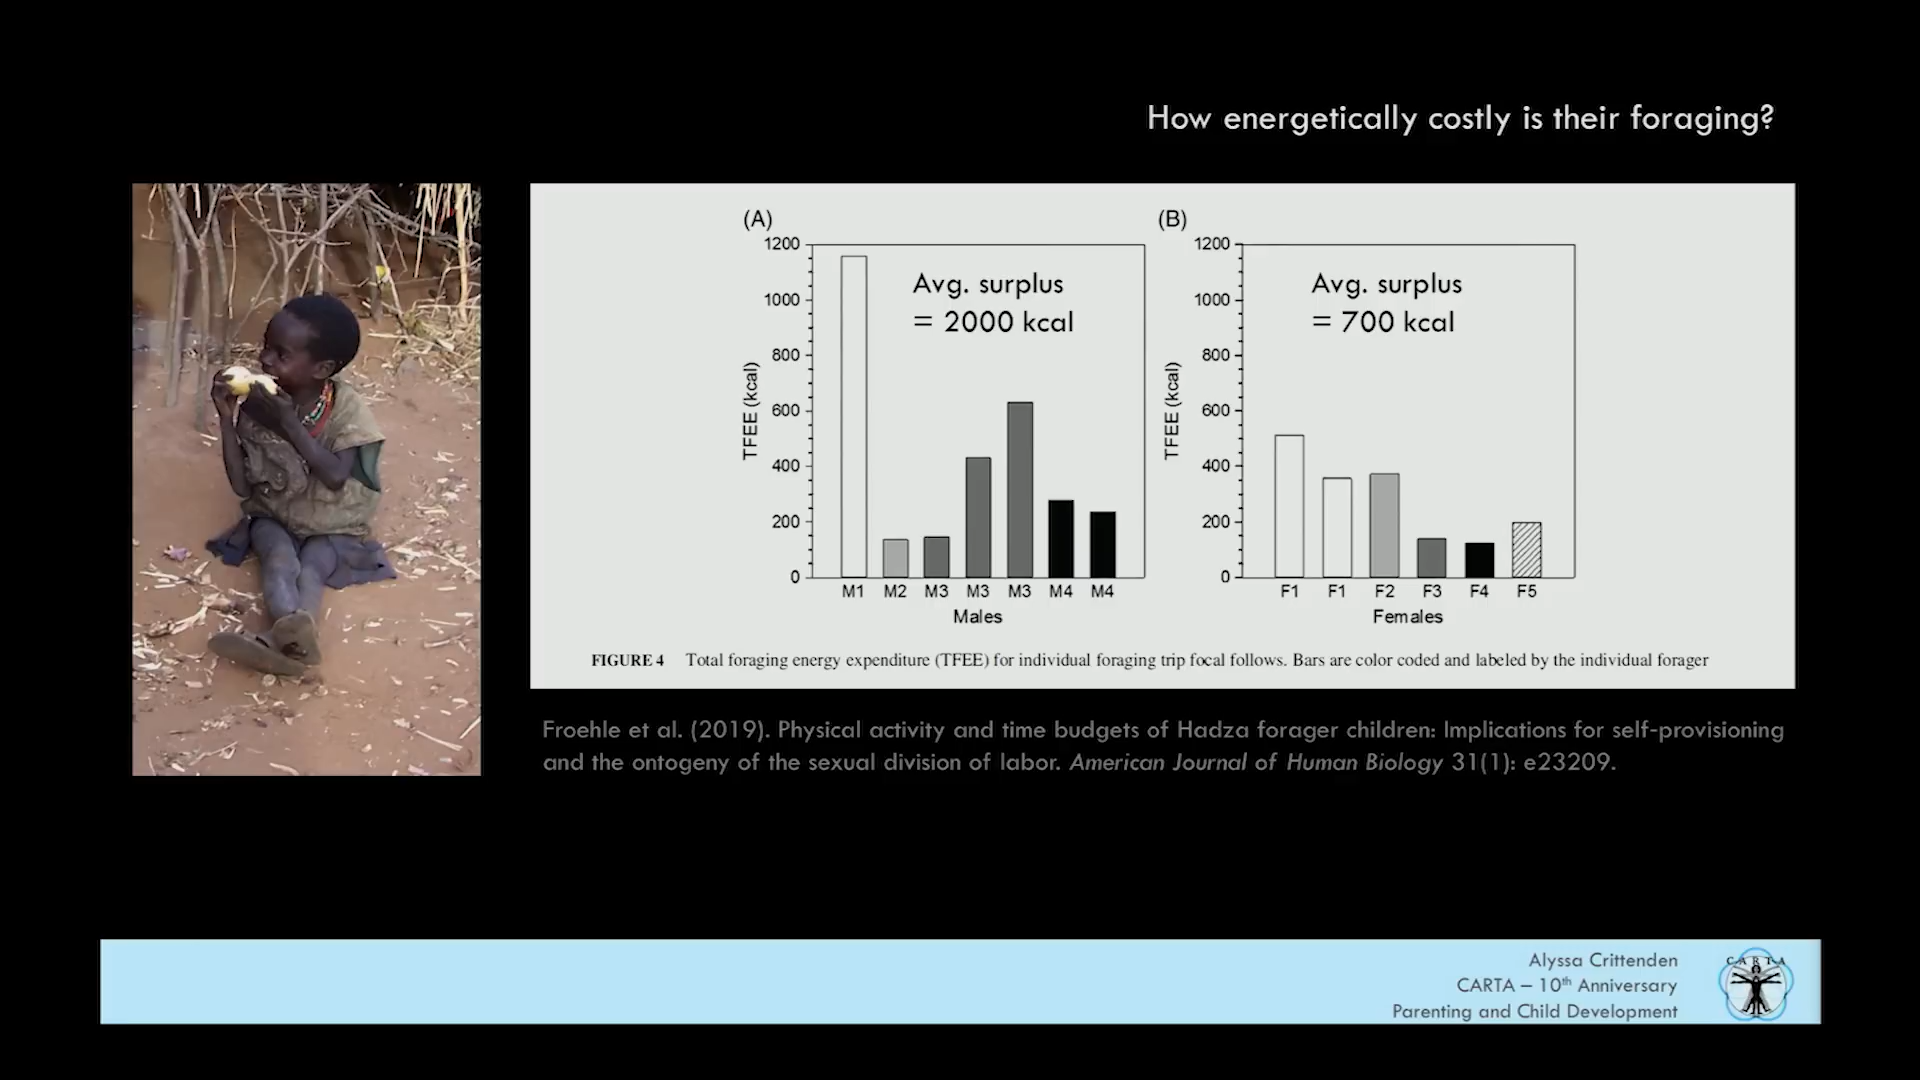 How energetically costly is their foraging?
(A)
1200
1000
800
600
400
200
0
TFEE (kcal)
Avg. surplus
= 2000 kcal
M1 M2 M3 M3 M3 M4 M4
Males
(B)
1200
1000
800
600
400
200
0
TFEE (kcal)
Avg. surplus
= 700 kcal
F1 F1 F2 F3 F4 F5
Females
FIGURE 4 Total foraging energy expenditure (TFEE) for individual foraging trip focal follows. Bars are color coded and labeled by the individual forager
Froehle et al. (2019). Physical activity and time budgets of Hadza forager children: Implications for self-provisioning
and the ontogeny of the sexual division of labor. American Journal of Human Biology 31(1): e23209.
Alyssa Crittenden
CARTA – 10th Anniversary
Parenting and Child Development
CARTA